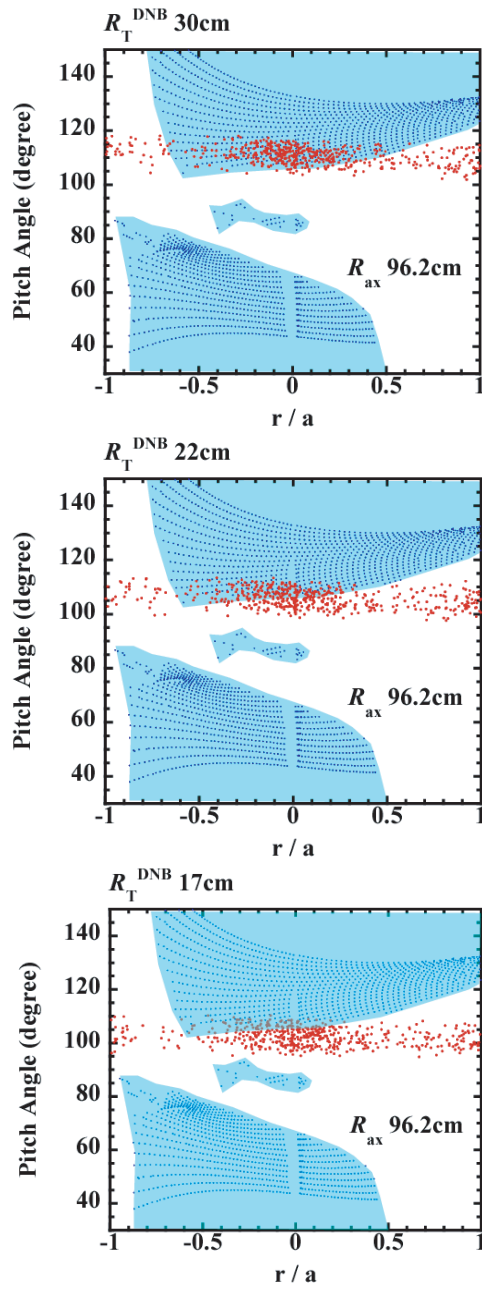 R_T^DNB 30cm
140
120
100
80
60
40
Pitch Angle (degree)
R_ax 96.2cm
-1 -0.5 0 0.5 1
r / a
R_T^DNB 22cm
140
120
100
80
60
40
Pitch Angle (degree)
R_ax 96.2cm
-1 -0.5 0 0.5 1
r / a
R_T^DNB 17cm
140
120
100
80
60
40
Pitch Angle (degree)
R_ax 96.2cm
-1 -0.5 0 0.5 1
r / a